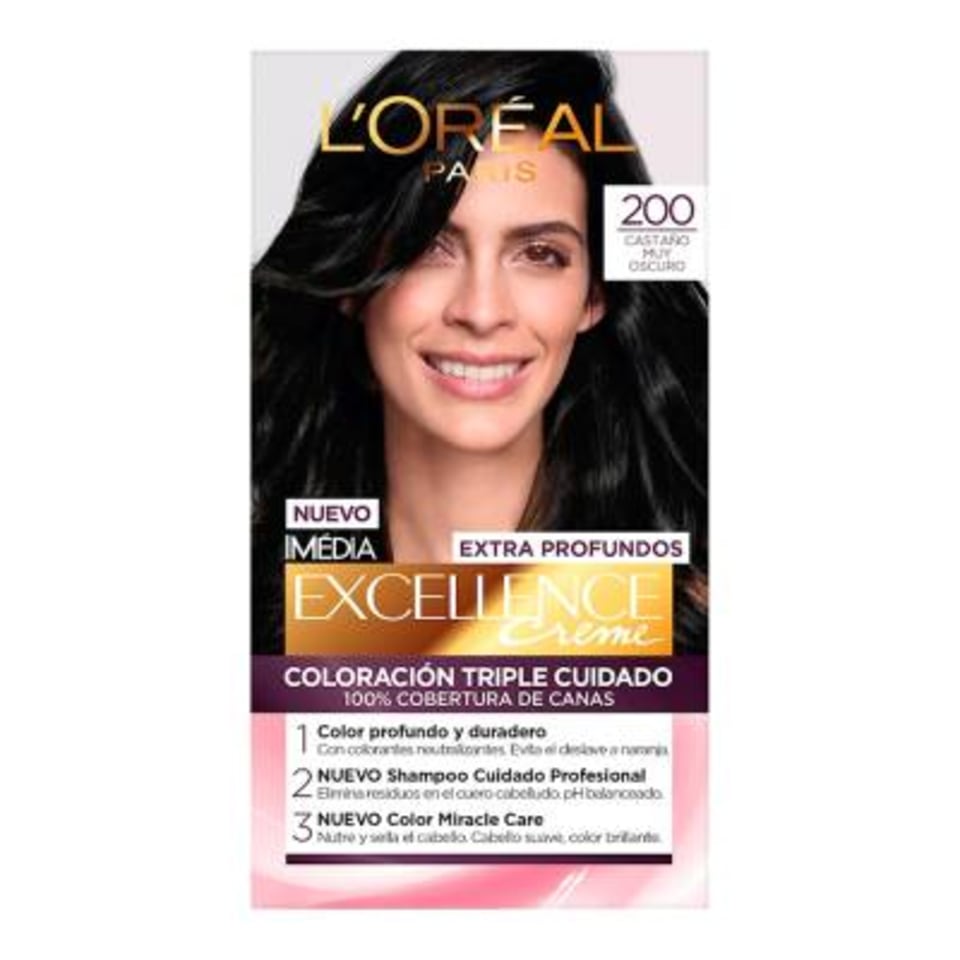 L'ORÉAL
PARIS
200
CASTAÑO
MUY
OSCURO
NUEVO
IMÉDIA
EXTRA PROFUNDOS
EXCELLENCE
Creme
COLORACIÓN TRIPLE CUIDADO
100% COBERTURA DE CANAS
1 Color profundo y duradero
Con colorantes neutralizantes. Evita el deslave a naranja.
2 NUEVO Shampoo Cuidado Profesional
Elimina residuos en el cuero cabelludo. pH balanceado.
3 NUEVO Color Miracle Care
Nutre y sella el cabello. Cabello suave, color brillante.